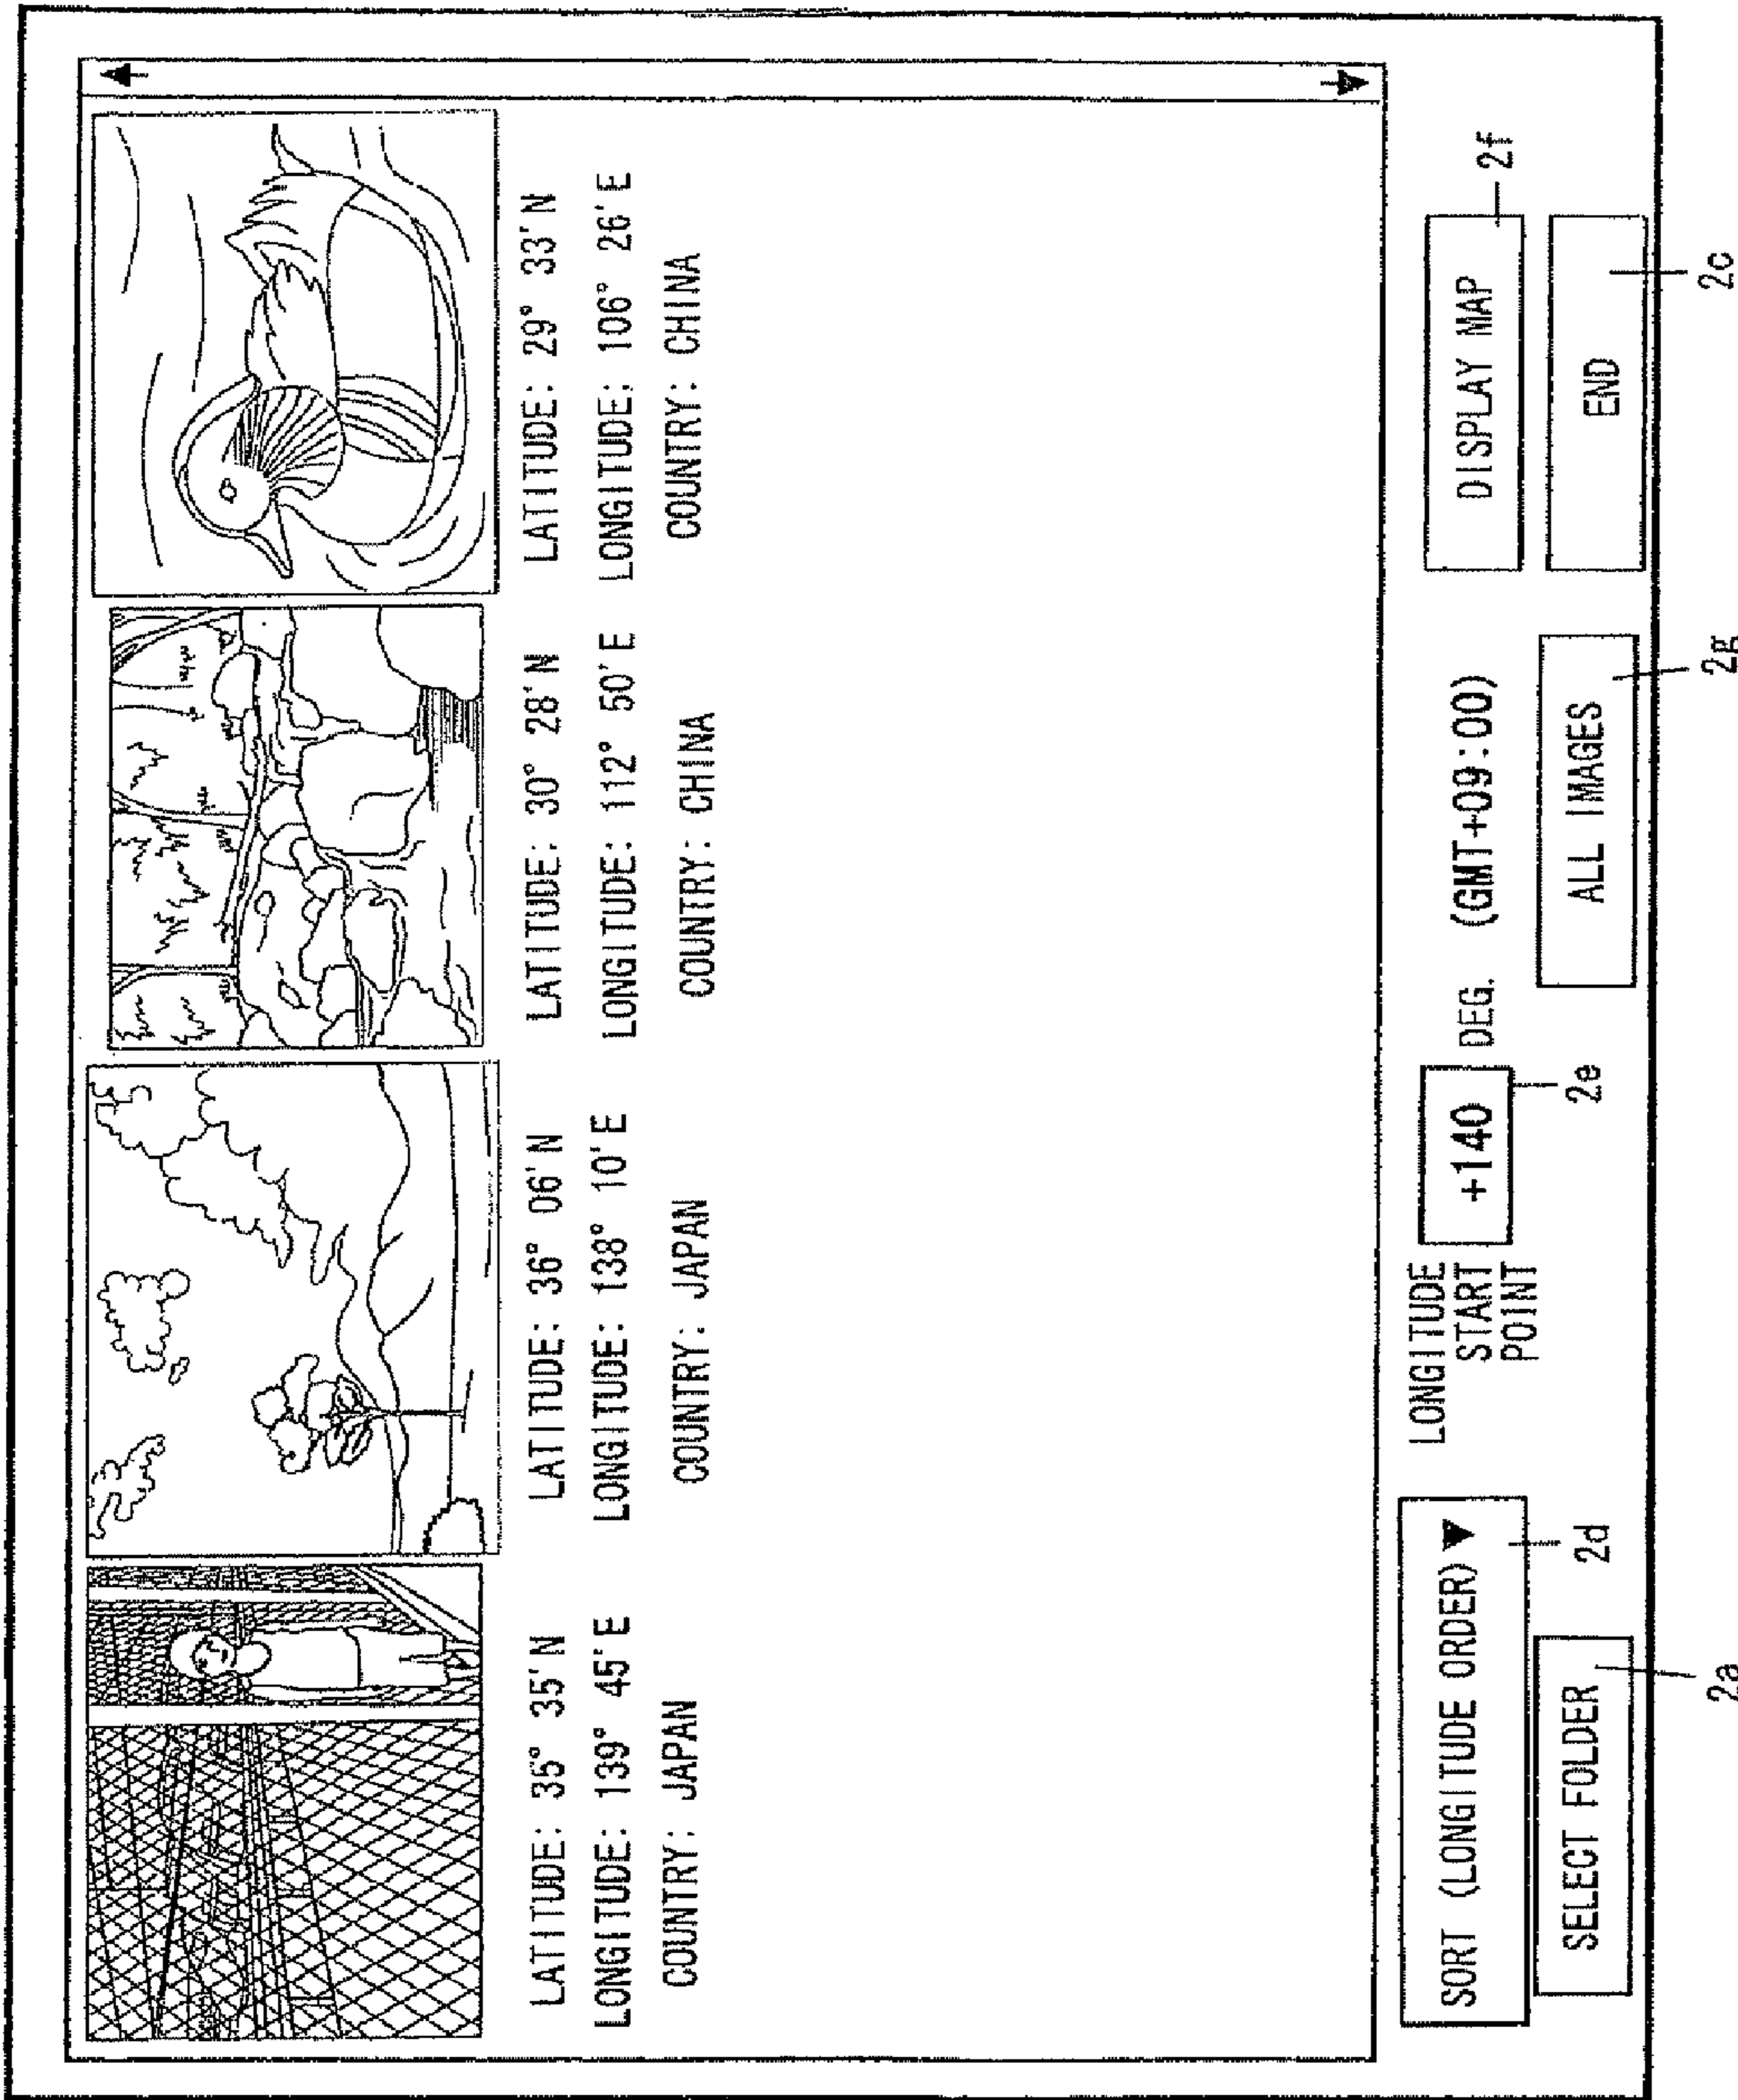 LATITUDE: 35° 35' N
LONGITUDE: 139° 45' E
COUNTRY: JAPAN
LATITUDE: 36° 06' N
LONGITUDE: 138° 10' E
COUNTRY: JAPAN
LATITUDE: 30° 28' N
LONGITUDE: 112° 50' E
COUNTRY: CHINA
LATITUDE: 29° 33' N
LONGITUDE: 106° 26' E
COUNTRY: CHINA
SORT (LONGITUDE ORDER) ▼
2d
LONGITUDE
START
POINT
+140 DEG. (GMT+09:00)
2e
DISPLAY MAP
2f
SELECT FOLDER
2a
ALL IMAGES
2g
END
2c